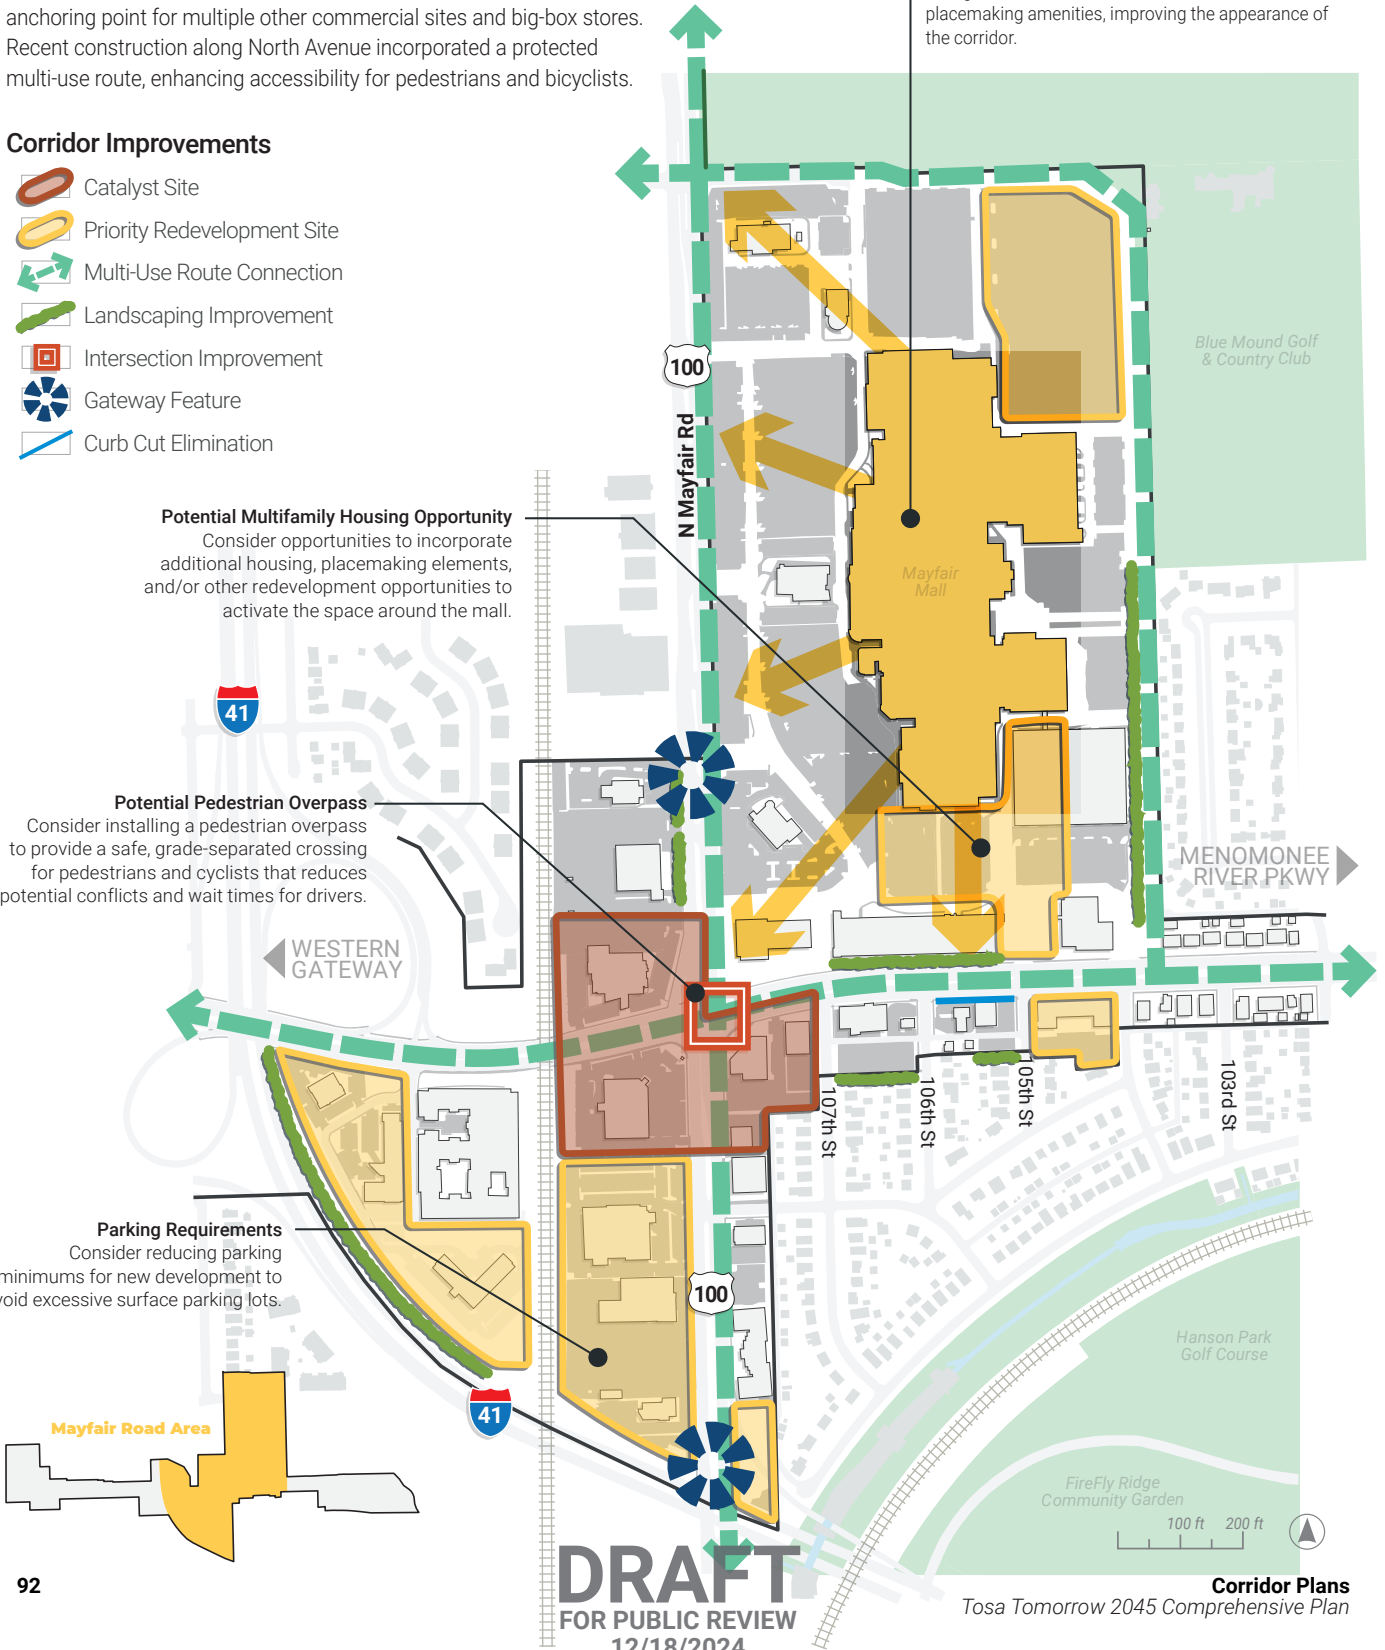 anchoring point for multiple other commercial sites and big-box stores.
Recent construction along North Avenue incorporated a protected
multi-use route, enhancing accessibility for pedestrians and bicyclists.
placemaking amenities, improving the appearance of
the corridor.
Corridor Improvements
Catalyst Site
Priority Redevelopment Site
Multi-Use Route Connection
Landscaping Improvement
Intersection Improvement
Gateway Feature
Curb Cut Elimination
Blue Mound Golf
& Country Club
100
N Mayfair Rd
Potential Multifamily Housing Opportunity
Consider opportunities to incorporate
additional housing, placemaking elements,
and/or other redevelopment opportunities to
activate the space around the mall.
Mayfair
Mall
41
Potential Pedestrian Overpass
Consider installing a pedestrian overpass
to provide a safe, grade-separated crossing
for pedestrians and cyclists that reduces
potential conflicts and wait times for drivers.
MENOMONEE
RIVER PKWY
WESTERN
GATEWAY
107th St
106th St
105th St
103rd St
Parking Requirements
Consider reducing parking
minimums for new development to
void excessive surface parking lots.
100
Hanson Park
Golf Course
41
Mayfair Road Area
FireFly Ridge
Community Garden
100 ft 200 ft
92
DRAFT
FOR PUBLIC REVIEW
12/18/2024
Corridor Plans
Tosa Tomorrow 2045 Comprehensive Plan